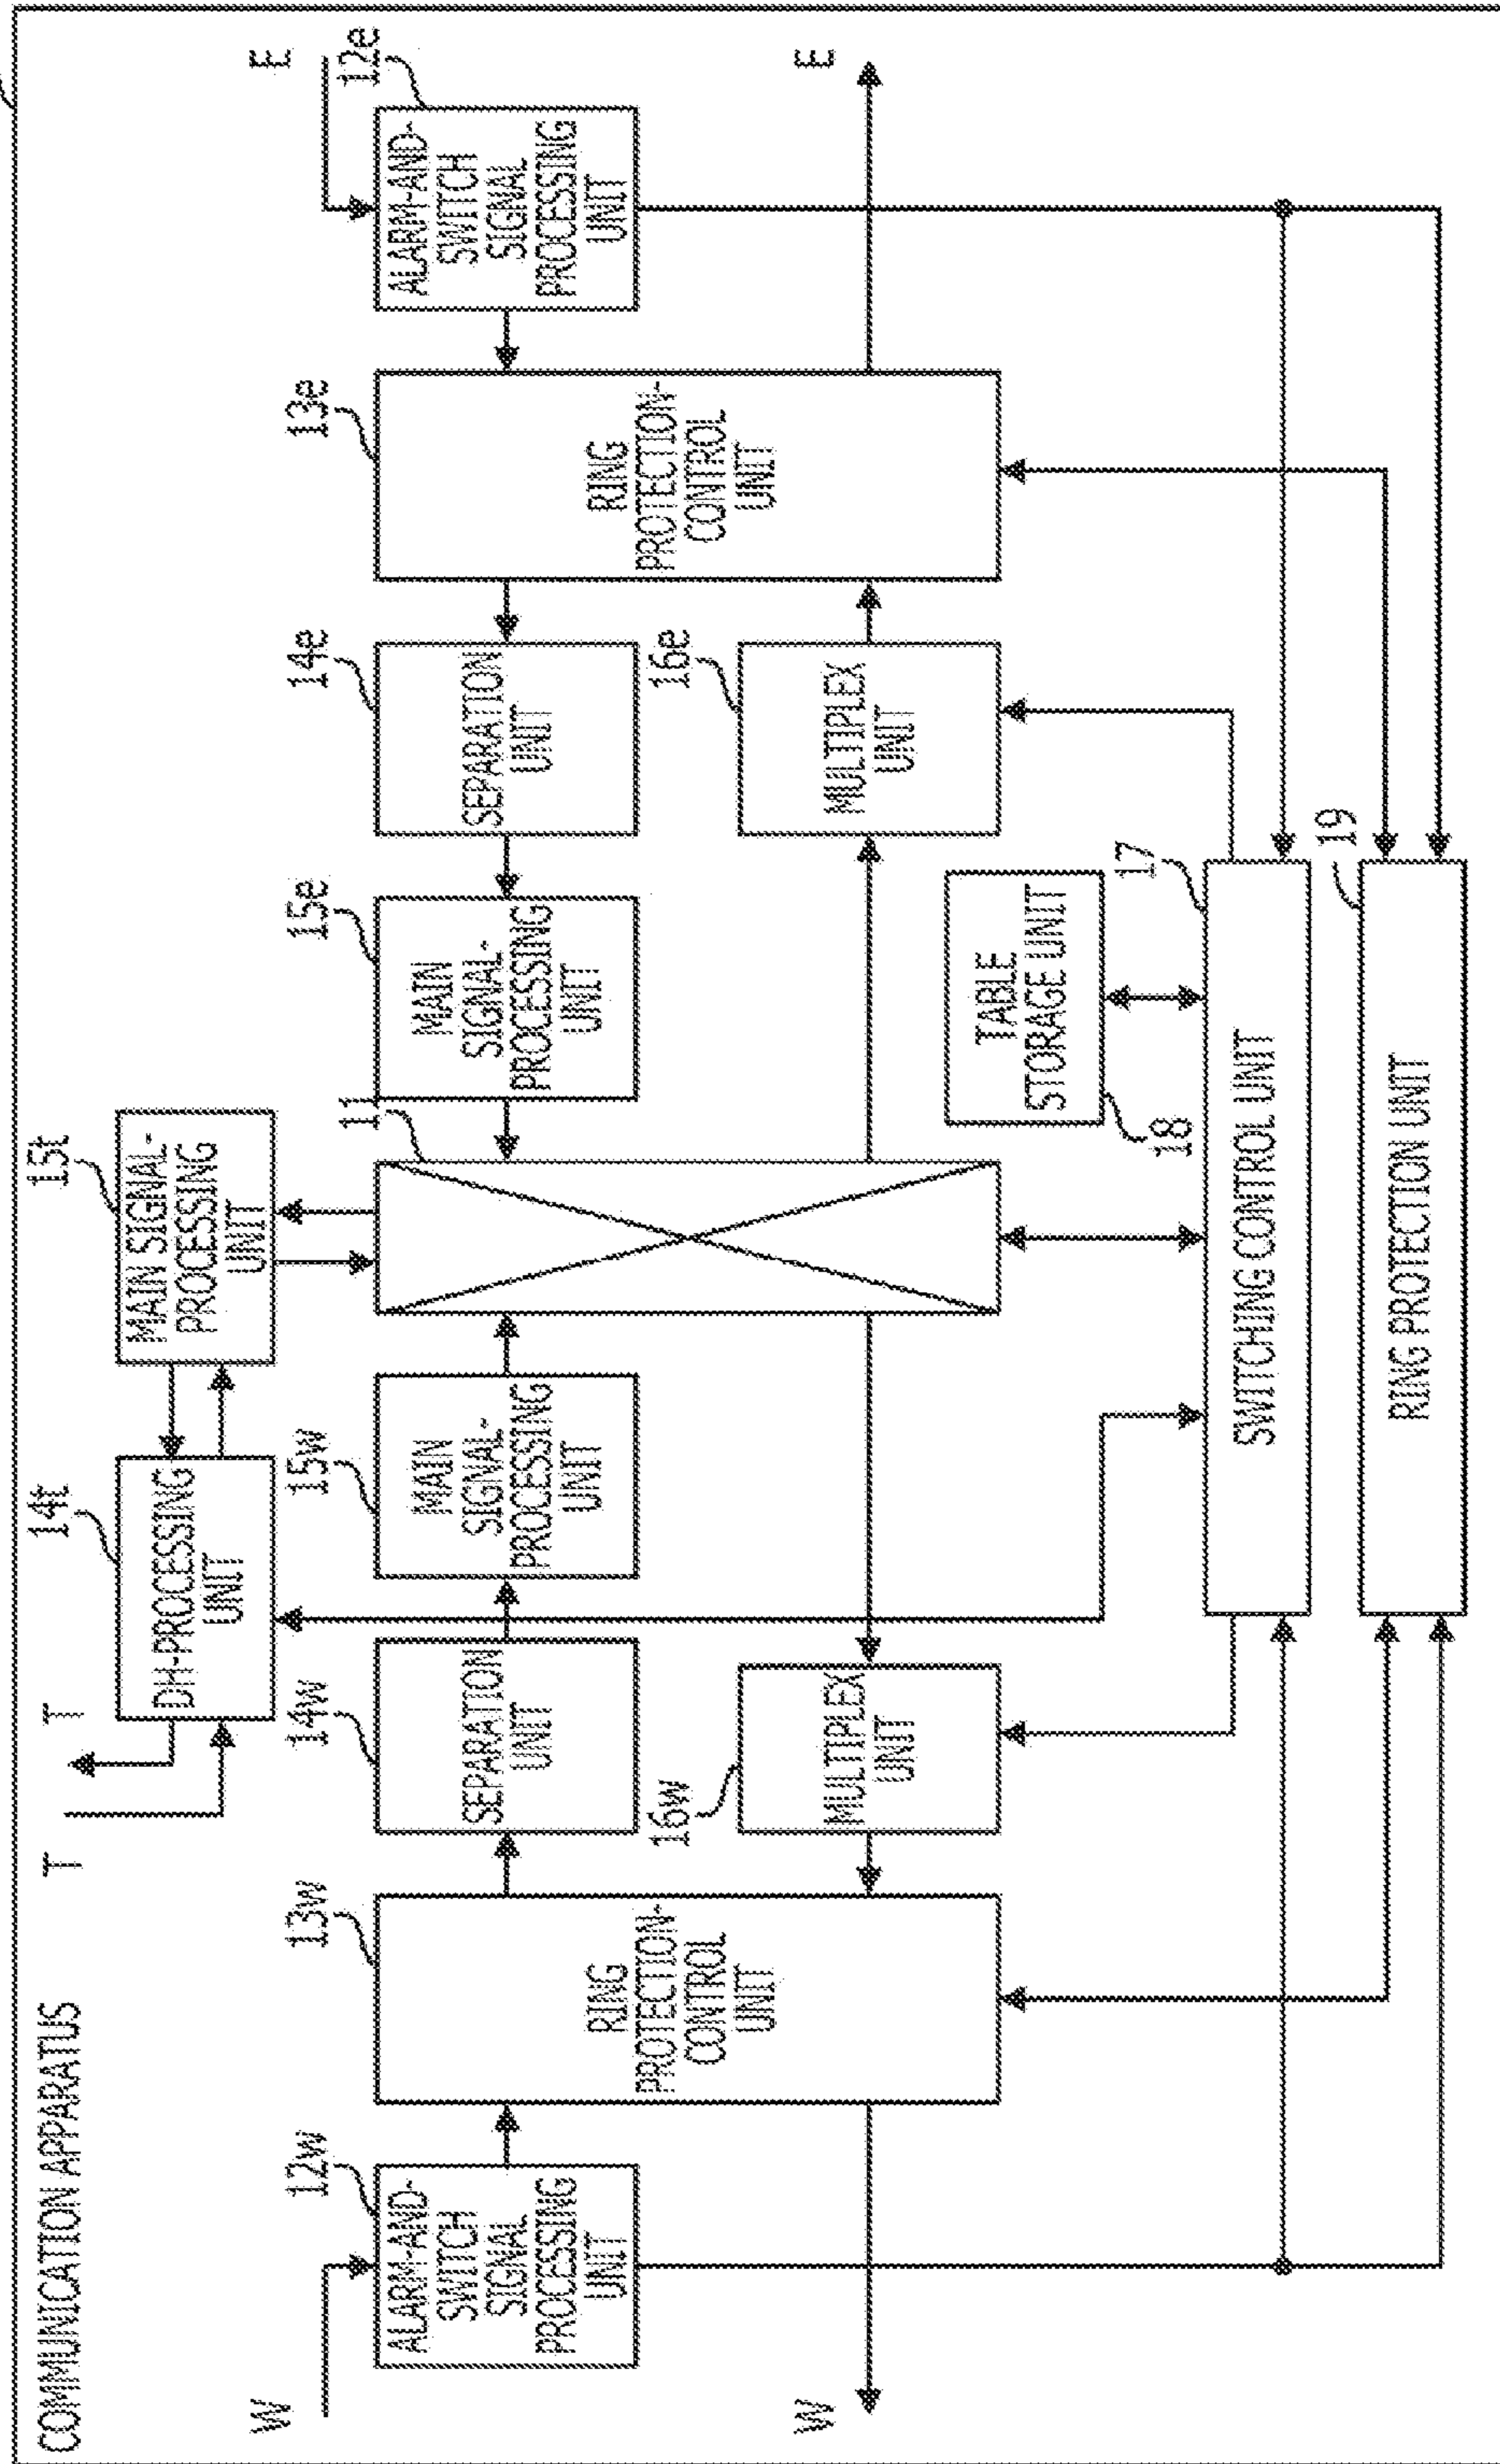 COMMUNICATION APPARATUS
T
T
14t
DH-PROCESSING
UNIT
15t
MAIN SIGNAL-
PROCESSING
UNIT
W
12w
ALARM-AND-
SWITCH
SIGNAL
PROCESSING
UNIT
13w
RING
PROTECTION-
CONTROL
UNIT
14w
SEPARATION
UNIT
15w
MAIN
SIGNAL-
PROCESSING
UNIT
11
15e
MAIN
SIGNAL-
PROCESSING
UNIT
14e
SEPARATION
UNIT
13e
RING
PROTECTION-
CONTROL
UNIT
12e
ALARM-AND-
SWITCH
SIGNAL
PROCESSING
UNIT
E
W
16w
MULTIPLEX
UNIT
16e
MULTIPLEX
UNIT
E
TABLE
STORAGE UNIT
18
17
SWITCHING CONTROL UNIT
19
RING PROTECTION UNIT